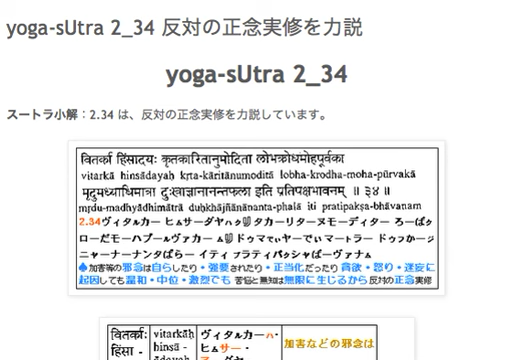 yoga-sUtra 2_34 反対の正念実修を力説
yoga-sUtra 2_34
スートラ小解：2.34 は、反対の正念実修を力説しています。
वितर्का हिंसादयः कृतकारितानुमोदिता लोभक्रोधमोहपूर्वका
vitarkā hinsādayaḥ kṛta-kāritānumoditā lobha-krodha-moha-pūrvakā
मृदुमध्याधिमात्रा दुःखाज्ञानानन्तफला इति प्रतिपक्षभावनम् ॥ ३४ ॥
mṛdu-madhyādhimātrā duḥkhājñānānanta-phalā iti pratipakṣa-bhāvanam
2.34ヴィタルカー ヒムサーダヤハ タカーリターヌモーディター ろーば
ローだモーハプールヴァカー ドゥマてぃヤーでぃマートラー ドゥフカージ
ニャーナーナンタぱらー イティ プラティパクシャばーヴァナム
加害等の邪念は自らしたり・強要されたり・正当化だったり 貪欲・怒り・迷妄に
起因しても温和・中位・激烈でも 苦悩と無知は無限に生じるから 反対の正念実修
वितर्काः vitarkāḥ ヴィタルカーハ・
हिंसा - hinsā - ヒムサー・ 加害などの邪念は